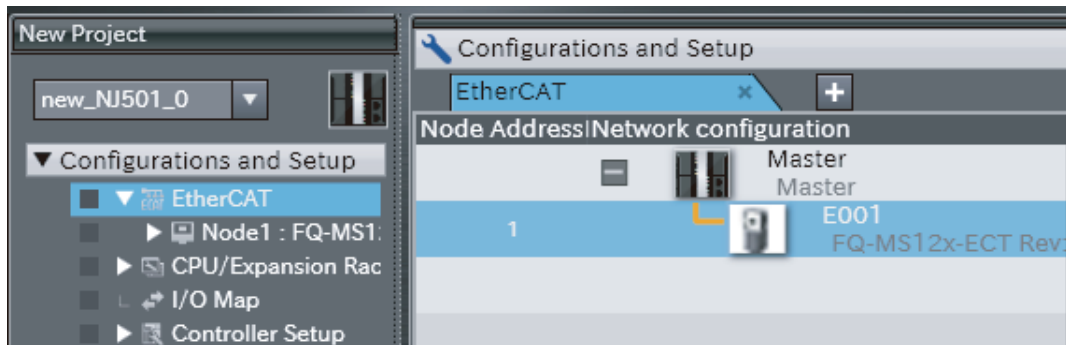 New Project
new_NJ501_0
Configurations and Setup
EtherCAT
Node1 : FQ-MS1
CPU/Expansion Rac
I/O Map
Controller Setup
Configurations and Setup
EtherCAT
Node Address|Network configuration
Master
Master
1
E001
FQ-MS12x-ECT Rev: